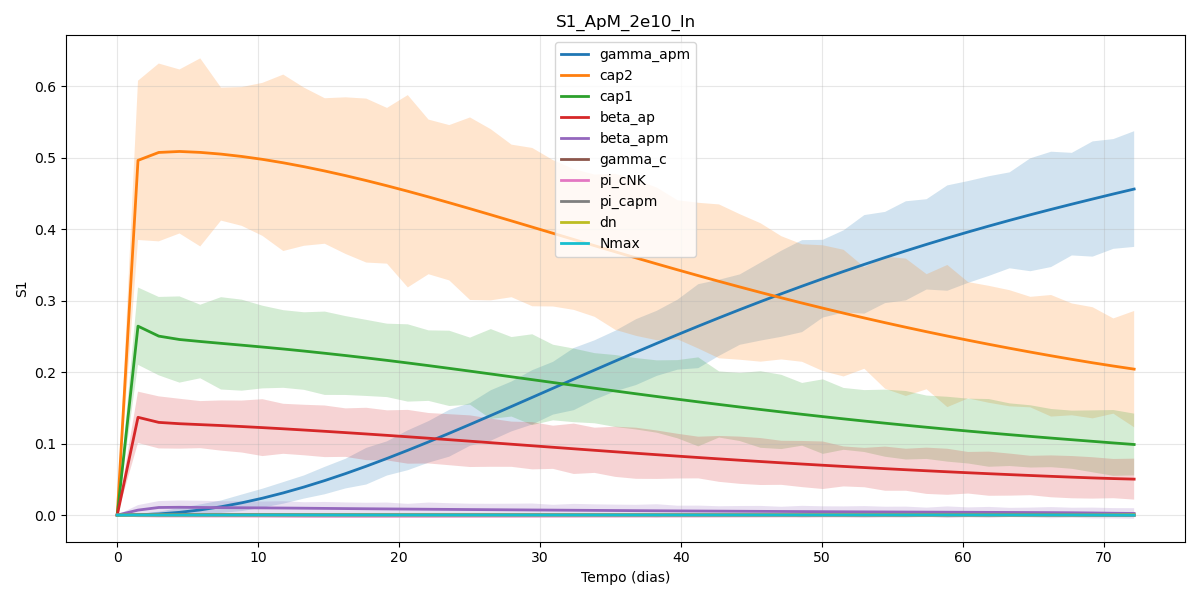 S1_ApM_2e10_ln
gamma_apm
cap2
cap1
beta_ap
beta_apm
gamma_c
pi_cNK
pi_capm
dn
Nmax
S1
0.6
0.5
0.4
0.3
0.2
0.1
0.0
0 10 20 30 40 50 60 70
Tempo (dias)